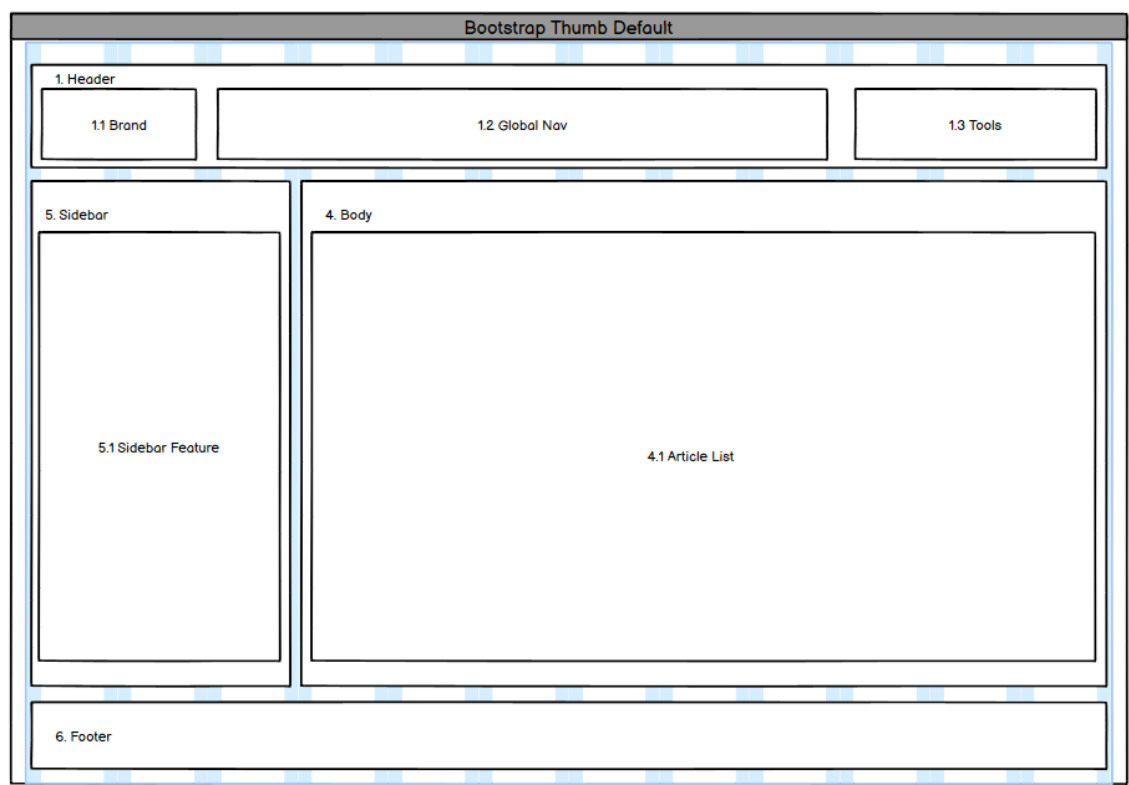 Bootstrap Thumb Default
1. Header
1.1 Brand
1.2 Global Nav
1.3 Tools
5. Sidebar
4. Body
5.1 Sidebar Feature
4.1 Article List
6. Footer